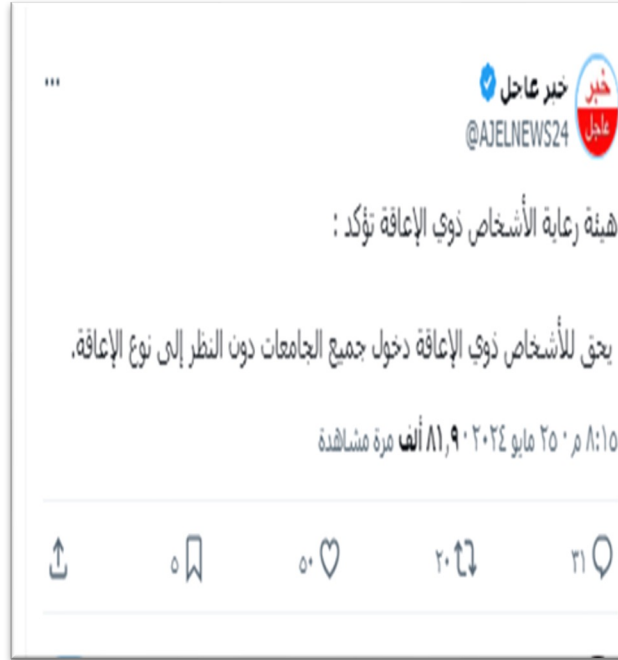 خبر عاجل
خبر عاجل
@AJELNEWS24
هيئة رعاية الأشخاص ذوي الإعاقة تؤكد :
يحق للأشخاص ذوي الإعاقة دخول جميع الجامعات دون النظر إلى نوع الإعاقة.
٨:١٥ م · ٢٥ مايو ٢٠٢٤ · ٨١,٩ ألف مرة مشاهدة
٣١ ٢٠ ٥٠ ٥